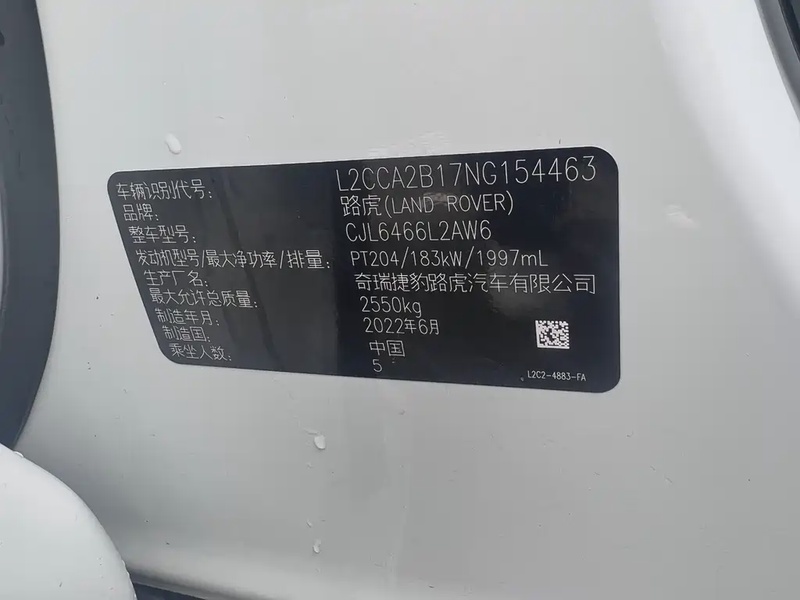 车辆识别代号: L2CCA2B17NG154463
品牌: 路虎(LAND ROVER)
整车型号: CJL6466L2AW6
发动机型号/最大净功率/排量: PT204/183kW/1997mL
生产厂名: 奇瑞捷豹路虎汽车有限公司
最大允许总质量: 2550kg
制造年月: 2022年6月
制造国: 中国
乘坐人数: 5
L2C2-4883-FA